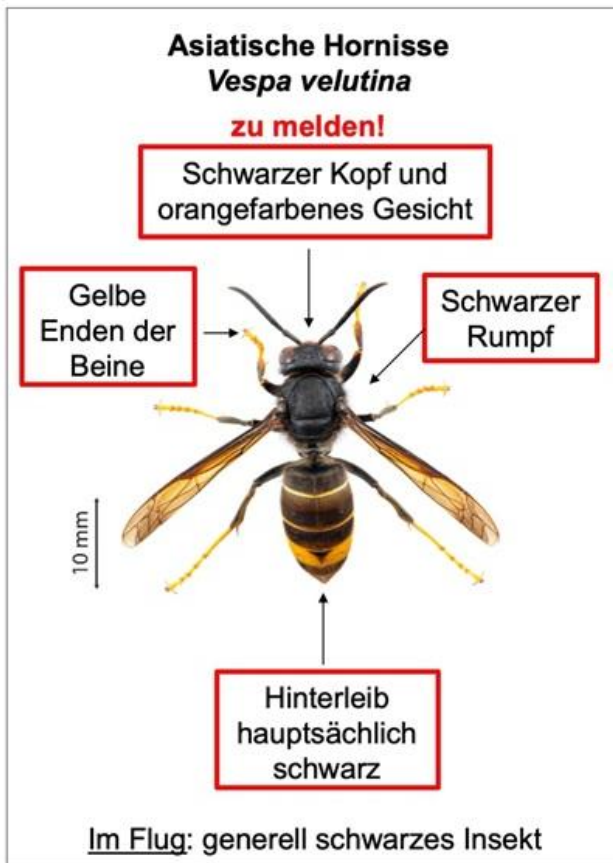 Asiatische Hornisse
Vespa velutina
zu melden!
Schwarzer Kopf und
orangefarbenes Gesicht
Gelbe
Enden der
Beine
Schwarzer
Rumpf
10 mm
Hinterleib
hauptsächlich
schwarz
Im Flug: generell schwarzes Insekt